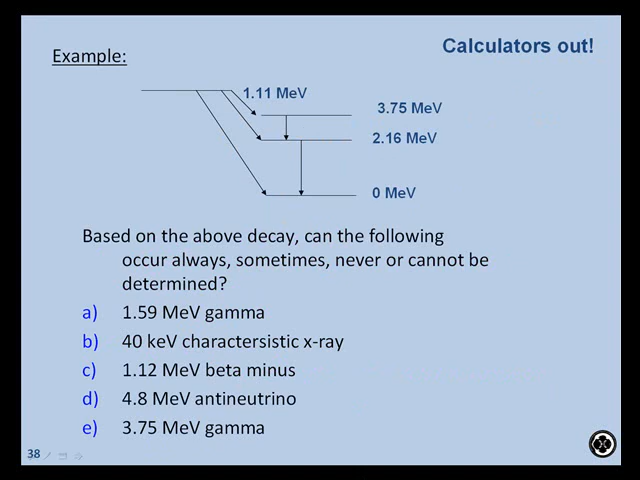 Example:
Calculators out!
1.11 MeV
3.75 MeV
2.16 MeV
0 MeV
Based on the above decay, can the following
occur always, sometimes, never or cannot be
determined?
a) 1.59 MeV gamma
b) 40 keV charactersistic x-ray
c) 1.12 MeV beta minus
d) 4.8 MeV antineutrino
e) 3.75 MeV gamma
38